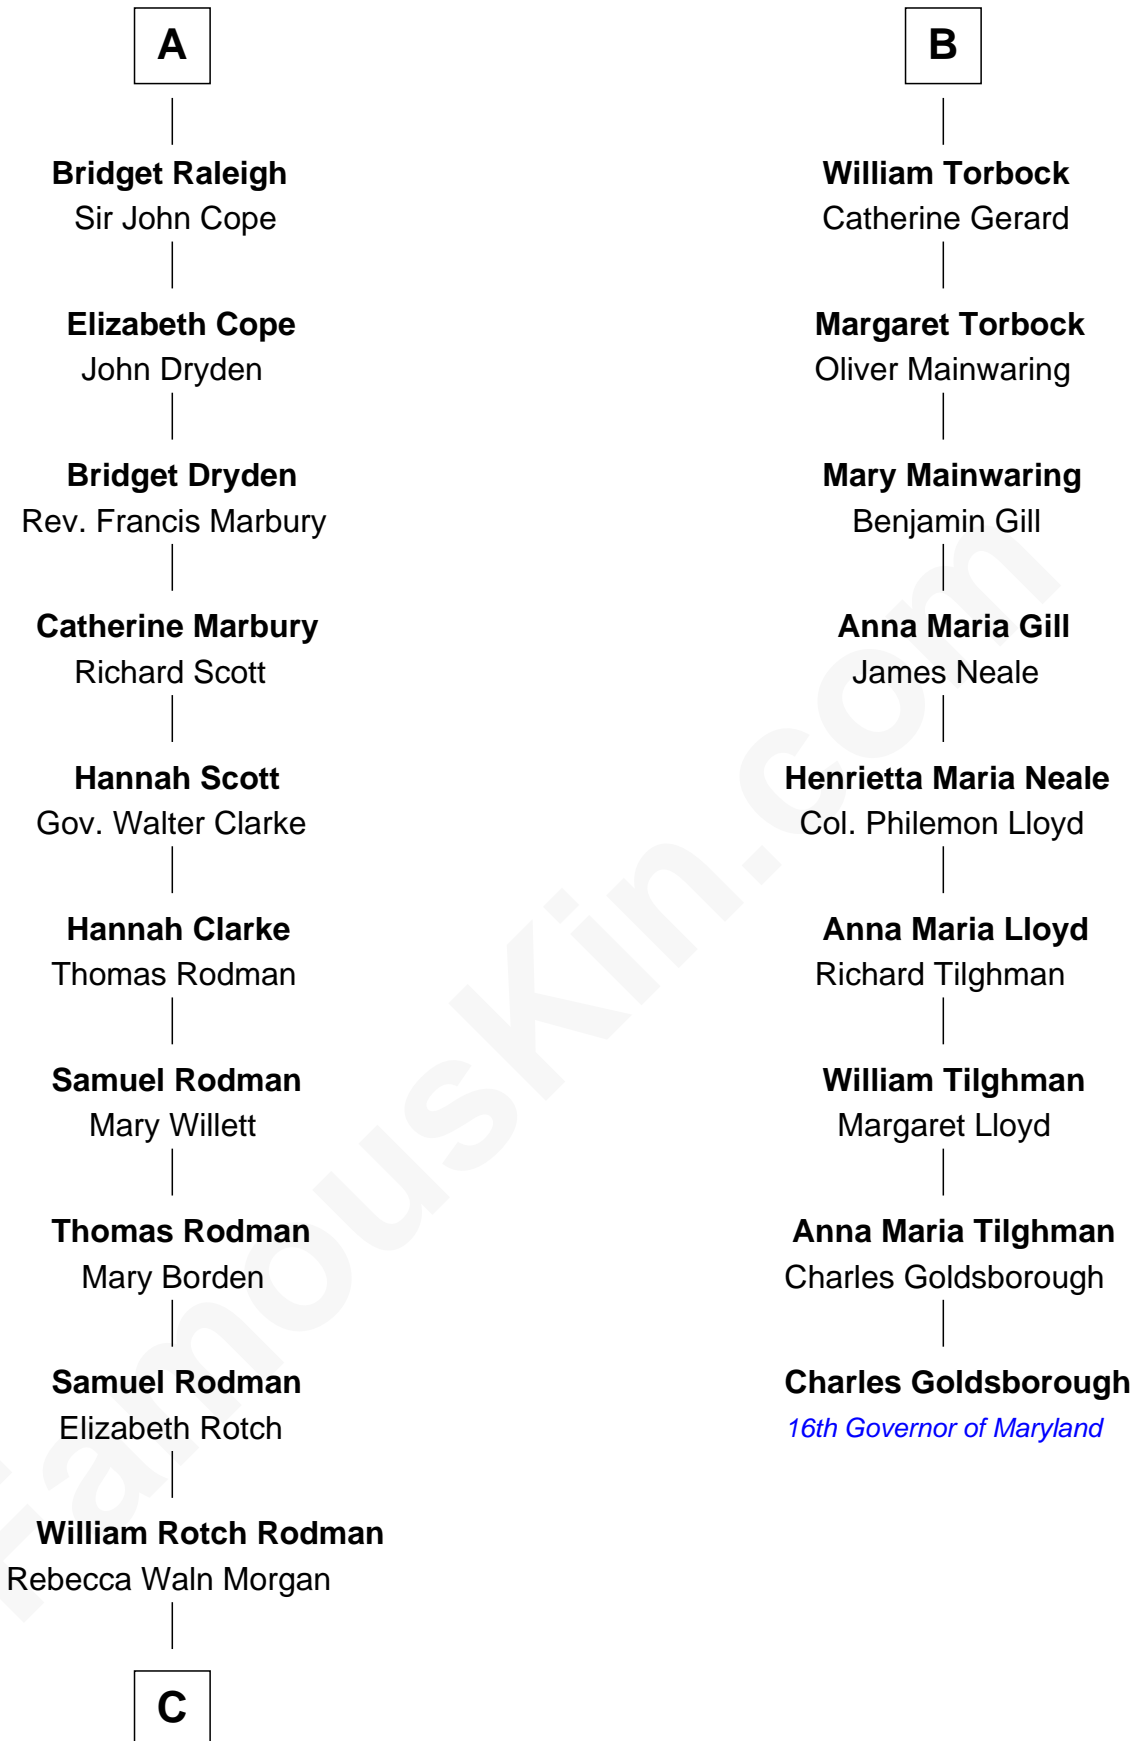 A
Bridget Raleigh
Sir John Cope
Elizabeth Cope
John Dryden
Bridget Dryden
Rev. Francis Marbury
Catherine Marbury
Richard Scott
Hannah Scott
Gov. Walter Clarke
Hannah Clarke
Thomas Rodman
Samuel Rodman
Mary Willett
Thomas Rodman
Mary Borden
Samuel Rodman
Elizabeth Rotch
William Rotch Rodman
Rebecca Waln Morgan
C
B
William Torbock
Catherine Gerard
Margaret Torbock
Oliver Mainwaring
Mary Mainwaring
Benjamin Gill
Anna Maria Gill
James Neale
Henrietta Maria Neale
Col. Philemon Lloyd
Anna Maria Lloyd
Richard Tilghman
William Tilghman
Margaret Lloyd
Anna Maria Tilghman
Charles Goldsborough
Charles Goldsborough
16th Governor of Maryland
FamousKin.com